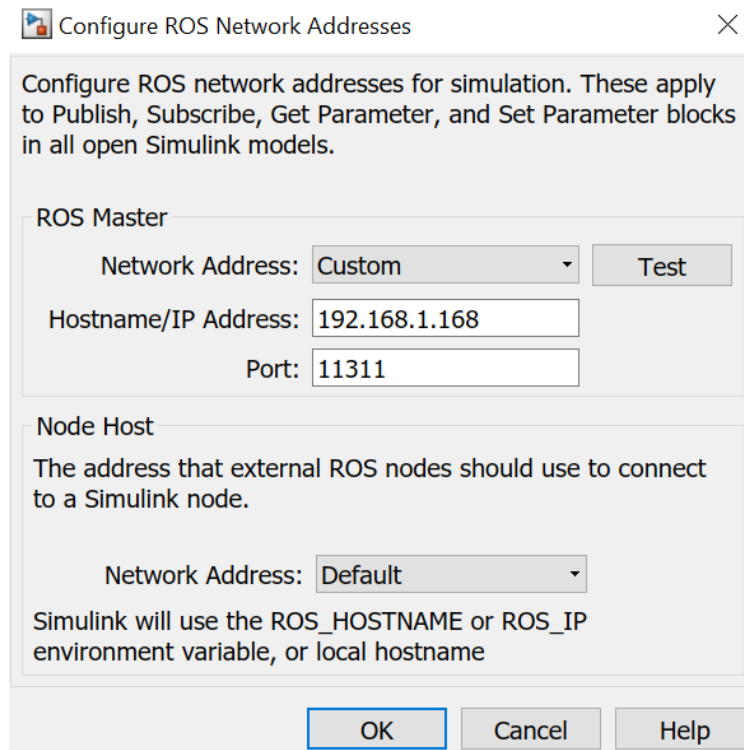 Configure ROS Network Addresses
Configure ROS network addresses for simulation. These apply
to Publish, Subscribe, Get Parameter, and Set Parameter blocks
in all open Simulink models.
ROS Master
Network Address: Custom Test
Hostname/IP Address: 192.168.1.168
Port: 11311
Node Host
The address that external ROS nodes should use to connect
to a Simulink node.
Network Address: Default
Simulink will use the ROS_HOSTNAME or ROS_IP
environment variable, or local hostname
OK Cancel Help